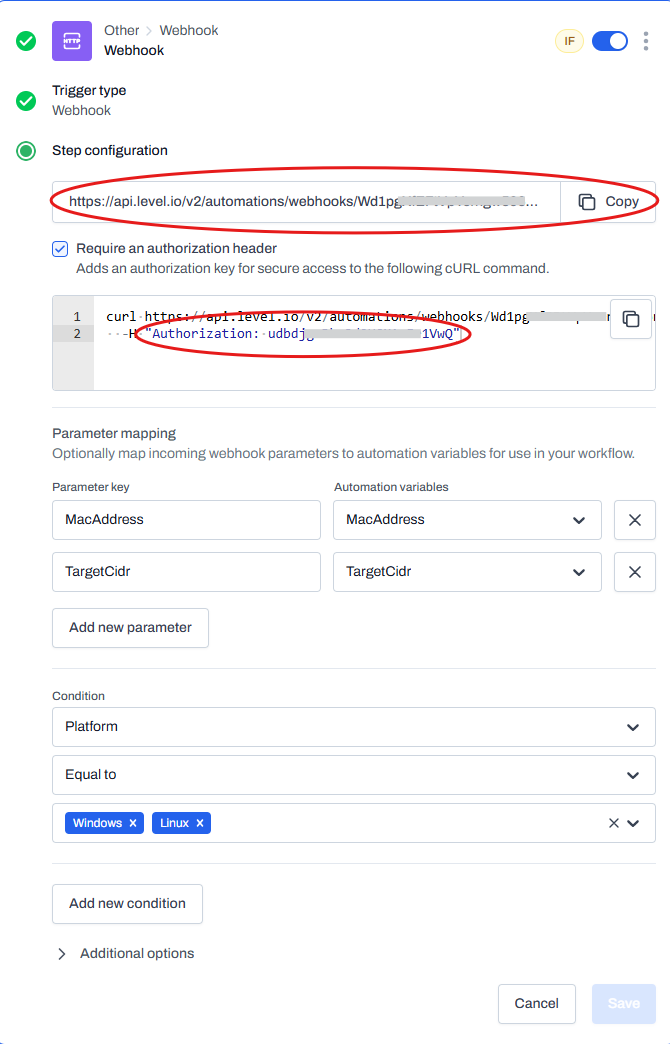 Other > Webhook
HTTP
Webhook
IF
Trigger type
Webhook
Step configuration
https://api.level.io/v2/automations/webhooks/Wd1pg
Copy
Require an authorization header
Adds an authorization key for secure access to the following cURL command.
1 curl https://api.level.io/v2/automations/webhooks/Wd1pg
2 -H "Authorization: udbdjg 1VwQ"
Parameter mapping
Optionally map incoming webhook parameters to automation variables for use in your workflow.
Parameter key
Automation variables
MacAddress
MacAddress
TargetCidr
TargetCidr
Add new parameter
Condition
Platform
Equal to
Windows ×
Linux ×
Add new condition
Additional options
Cancel
Save